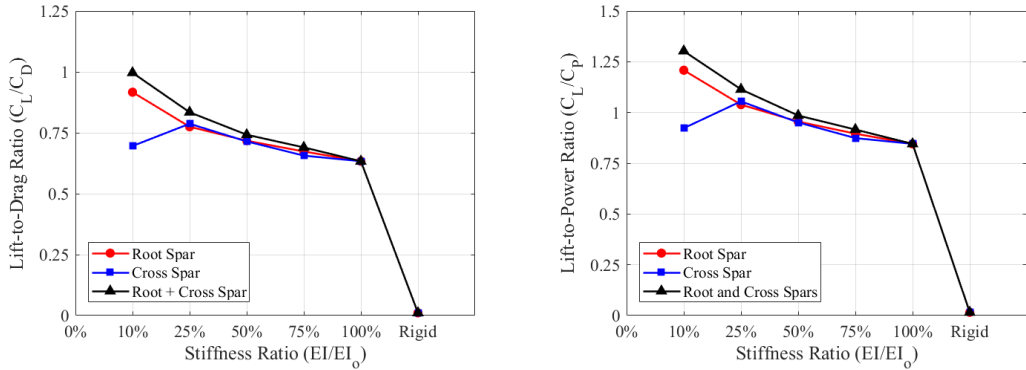 Lift-to-Drag Ratio (C_L/C_D)
1.25
1
0.75
0.5
0.25
0
Root Spar
Cross Spar
Root + Cross Spar
0% 10% 25% 50% 75% 100% Rigid
Stiffness Ratio (EI/EI_o)
Lift-to-Power Ratio (C_L/C_P)
1.5
1.25
1
0.75
0.5
0.25
0
Root Spar
Cross Spar
Root and Cross Spars
0% 10% 25% 50% 75% 100% Rigid
Stiffness Ratio (EI/EI_o)